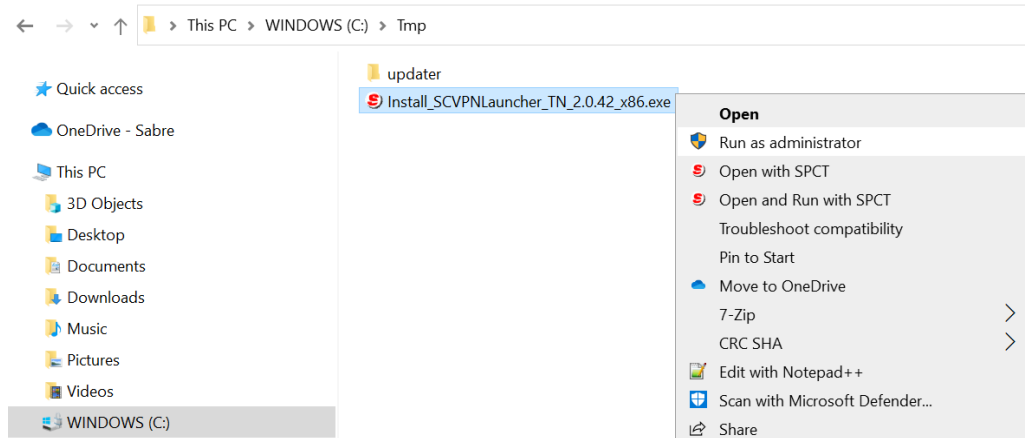 This PC > WINDOWS (C:) > Tmp
Quick access
OneDrive - Sabre
This PC
3D Objects
Desktop
Documents
Downloads
Music
Pictures
Videos
WINDOWS (C:)
updater
Install_SCVPNLauncher_TN_2.0.42_x86.exe
Open
Run as administrator
Open with SPCT
Open and Run with SPCT
Troubleshoot compatibility
Pin to Start
Move to OneDrive
7-Zip
CRC SHA
Edit with Notepad++
Scan with Microsoft Defender...
Share